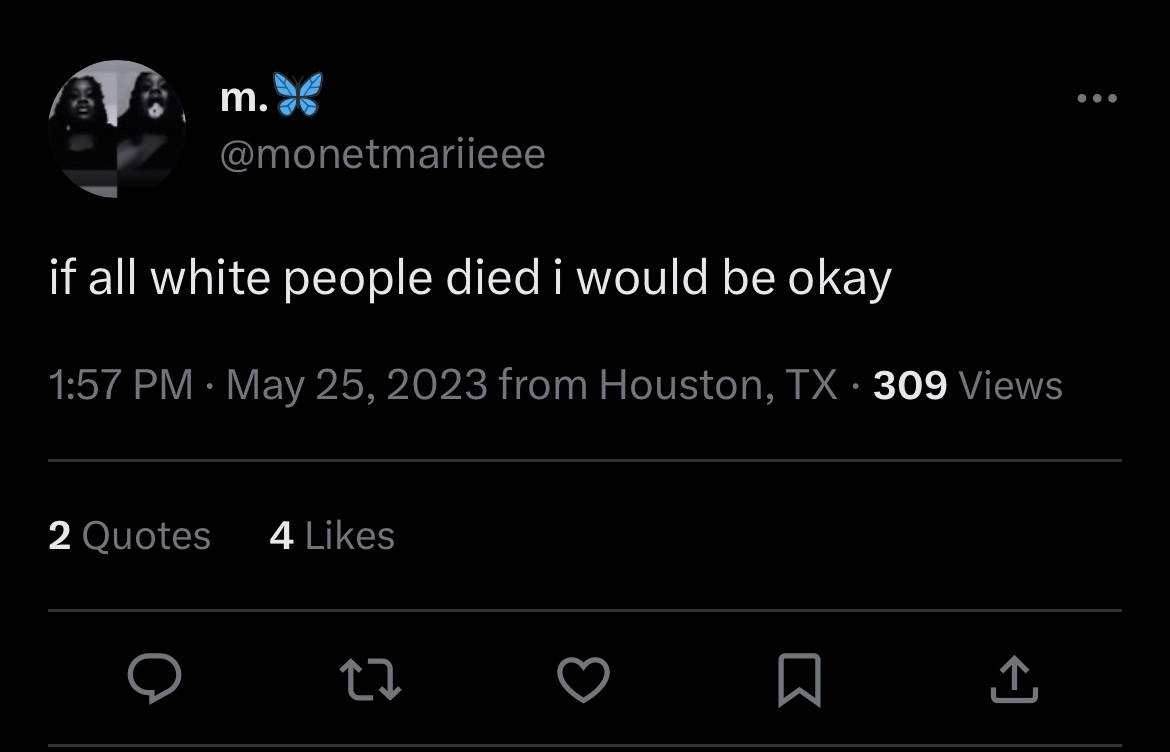 m.🦋
@monetmariieee
if all white people died i would be okay
1:57 PM · May 25, 2023 from Houston, TX · 309 Views
2 Quotes 4 Likes